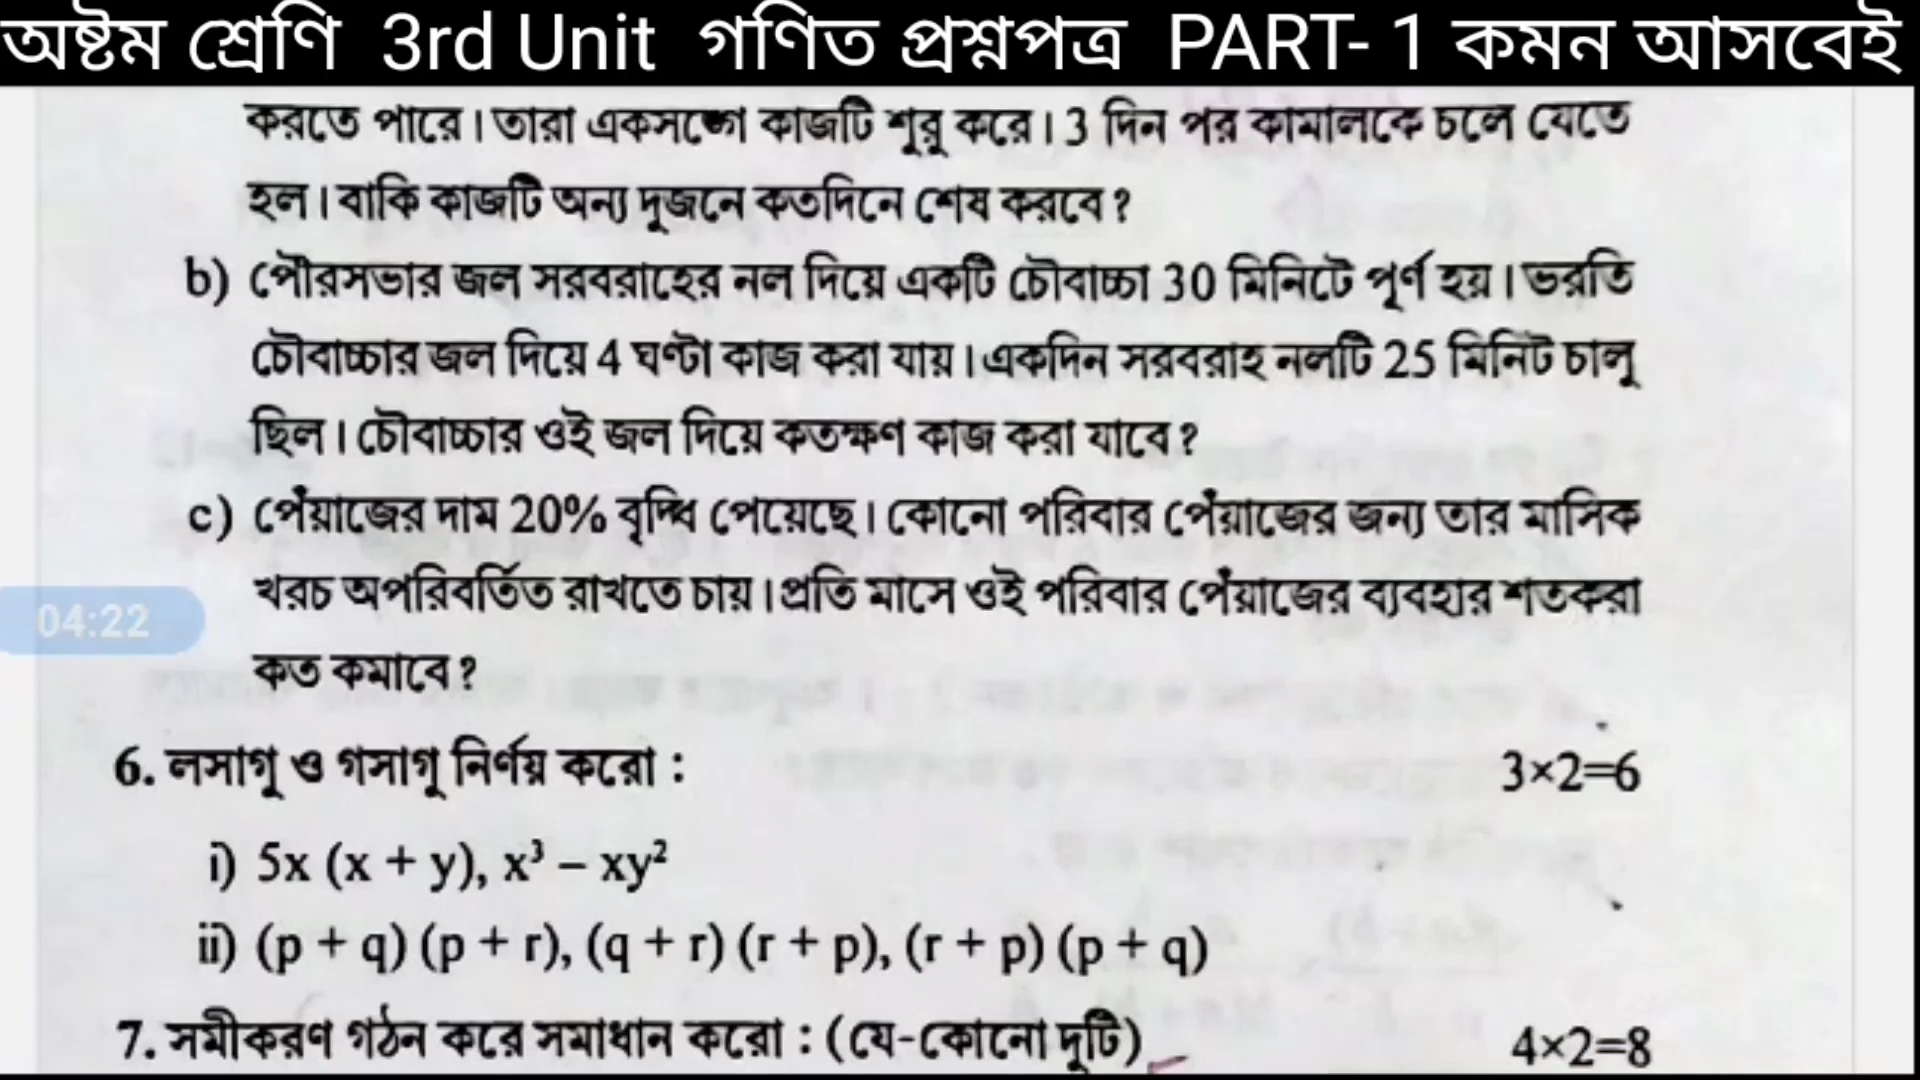 অষ্টম শ্রেণি 3rd Unit গণিত প্রশ্নপত্র PART- 1 কমন আসবেই
করতে পারে। তারা একসঙ্গে কাজটি শুরু করে। 3 দিন পর কামালকে চলে যেতে
হল। বাকি কাজটি অন্য দুজনে কতদিনে শেষ করবে?
b) পৌরসভার জল সরবরাহের নল দিয়ে একটি চৌবাচ্চা 30 মিনিটে পূর্ণ হয়। ভরতি
চৌবাচ্চার জল দিয়ে 4 ঘণ্টা কাজ করা যায়। একদিন সরবরাহ নলটি 25 মিনিট চালু
ছিল। চৌবাচ্চার ওই জল দিয়ে কতক্ষণ কাজ করা যাবে?
c) পেঁয়াজের দাম 20% বৃদ্ধি পেয়েছে। কোনো পরিবার পেঁয়াজের জন্য তার মাসিক
খরচ অপরিবর্তিত রাখতে চায়। প্রতি মাসে ওই পরিবার পেঁয়াজের ব্যবহার শতকরা
04:22
কত কমাবে?
6. লসাগু ও গসাগু নির্ণয় করো : 3×2=6
i) 5x (x + y), x³ – xy²
ii) (p + q) (p + r), (q + r) (r + p), (r + p) (p + q)
7. সমীকরণ গঠন করে সমাধান করো : (যে-কোনো দুটি) 4×2=8